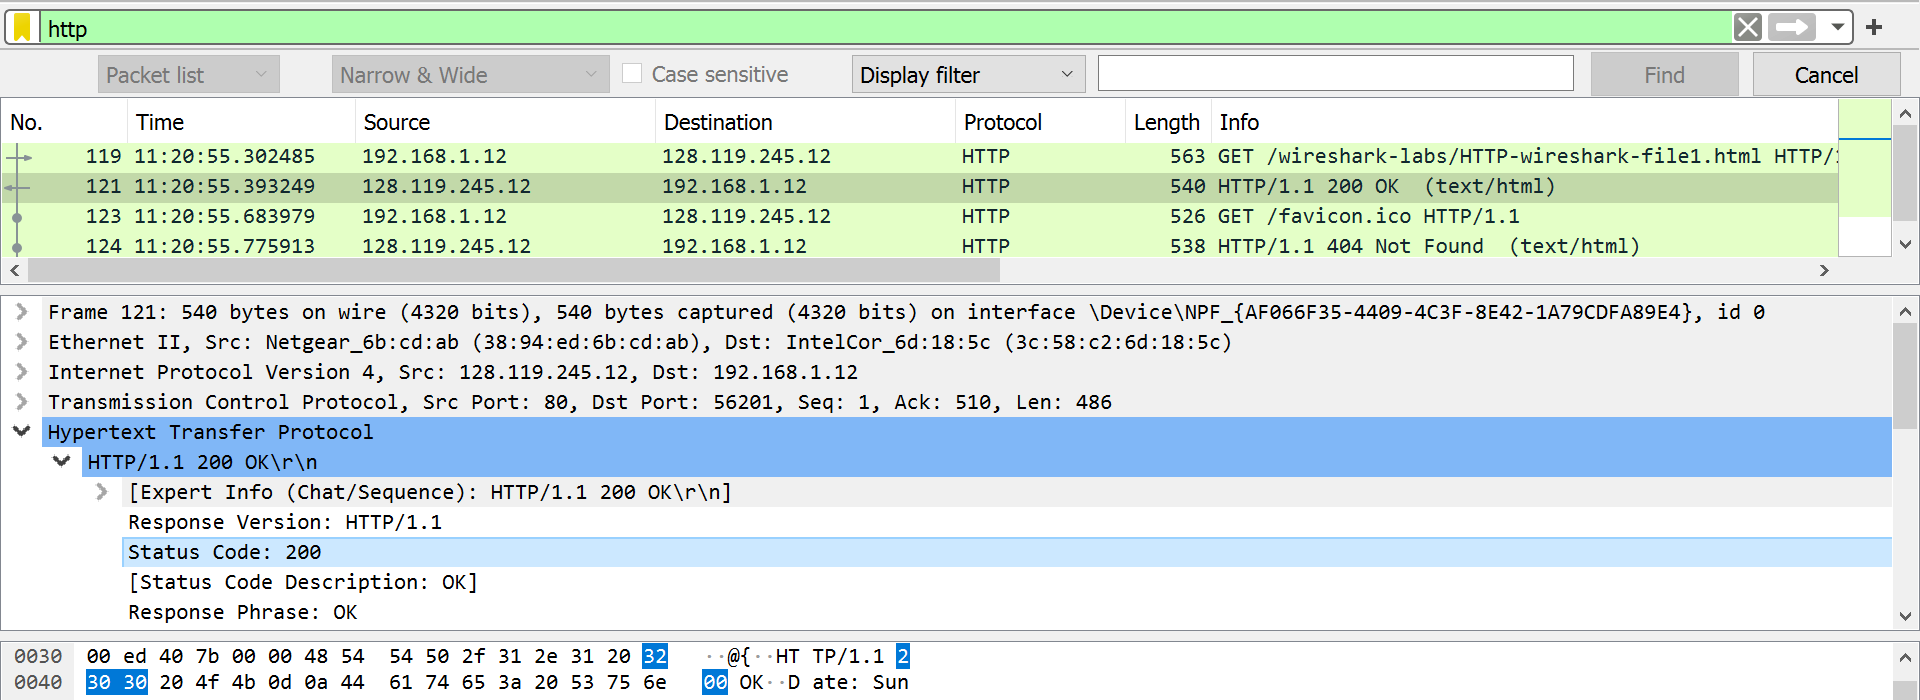 http
Packet list Narrow & Wide Case sensitive Display filter Find Cancel
No. Time Source Destination Protocol Length Info
119 11:20:55.302485 192.168.1.12 128.119.245.12 HTTP 563 GET /wireshark-labs/HTTP-wireshark-file1.html HTTP/1
121 11:20:55.393249 128.119.245.12 192.168.1.12 HTTP 540 HTTP/1.1 200 OK (text/html)
123 11:20:55.683979 192.168.1.12 128.119.245.12 HTTP 526 GET /favicon.ico HTTP/1.1
124 11:20:55.775913 128.119.245.12 192.168.1.12 HTTP 538 HTTP/1.1 404 Not Found (text/html)
Frame 121: 540 bytes on wire (4320 bits), 540 bytes captured (4320 bits) on interface \Device\NPF_{AF066F35-4409-4C3F-8E42-1A79CDFA89E4}, id 0
Ethernet II, Src: Netgear_6b:cd:ab (38:94:ed:6b:cd:ab), Dst: IntelCor_6d:18:5c (3c:58:c2:6d:18:5c)
Internet Protocol Version 4, Src: 128.119.245.12, Dst: 192.168.1.12
Transmission Control Protocol, Src Port: 80, Dst Port: 56201, Seq: 1, Ack: 510, Len: 486
Hypertext Transfer Protocol
HTTP/1.1 200 OK\r\n
[Expert Info (Chat/Sequence): HTTP/1.1 200 OK\r\n]
Response Version: HTTP/1.1
Status Code: 200
[Status Code Description: OK]
Response Phrase: OK
0030 00 ed 40 7b 00 00 48 54 54 50 2f 31 2e 31 20 32 ··@{··HT TP/1.1 2
0040 30 30 20 4f 4b 0d 0a 44 61 74 65 3a 20 53 75 6e 00 OK··D ate: Sun